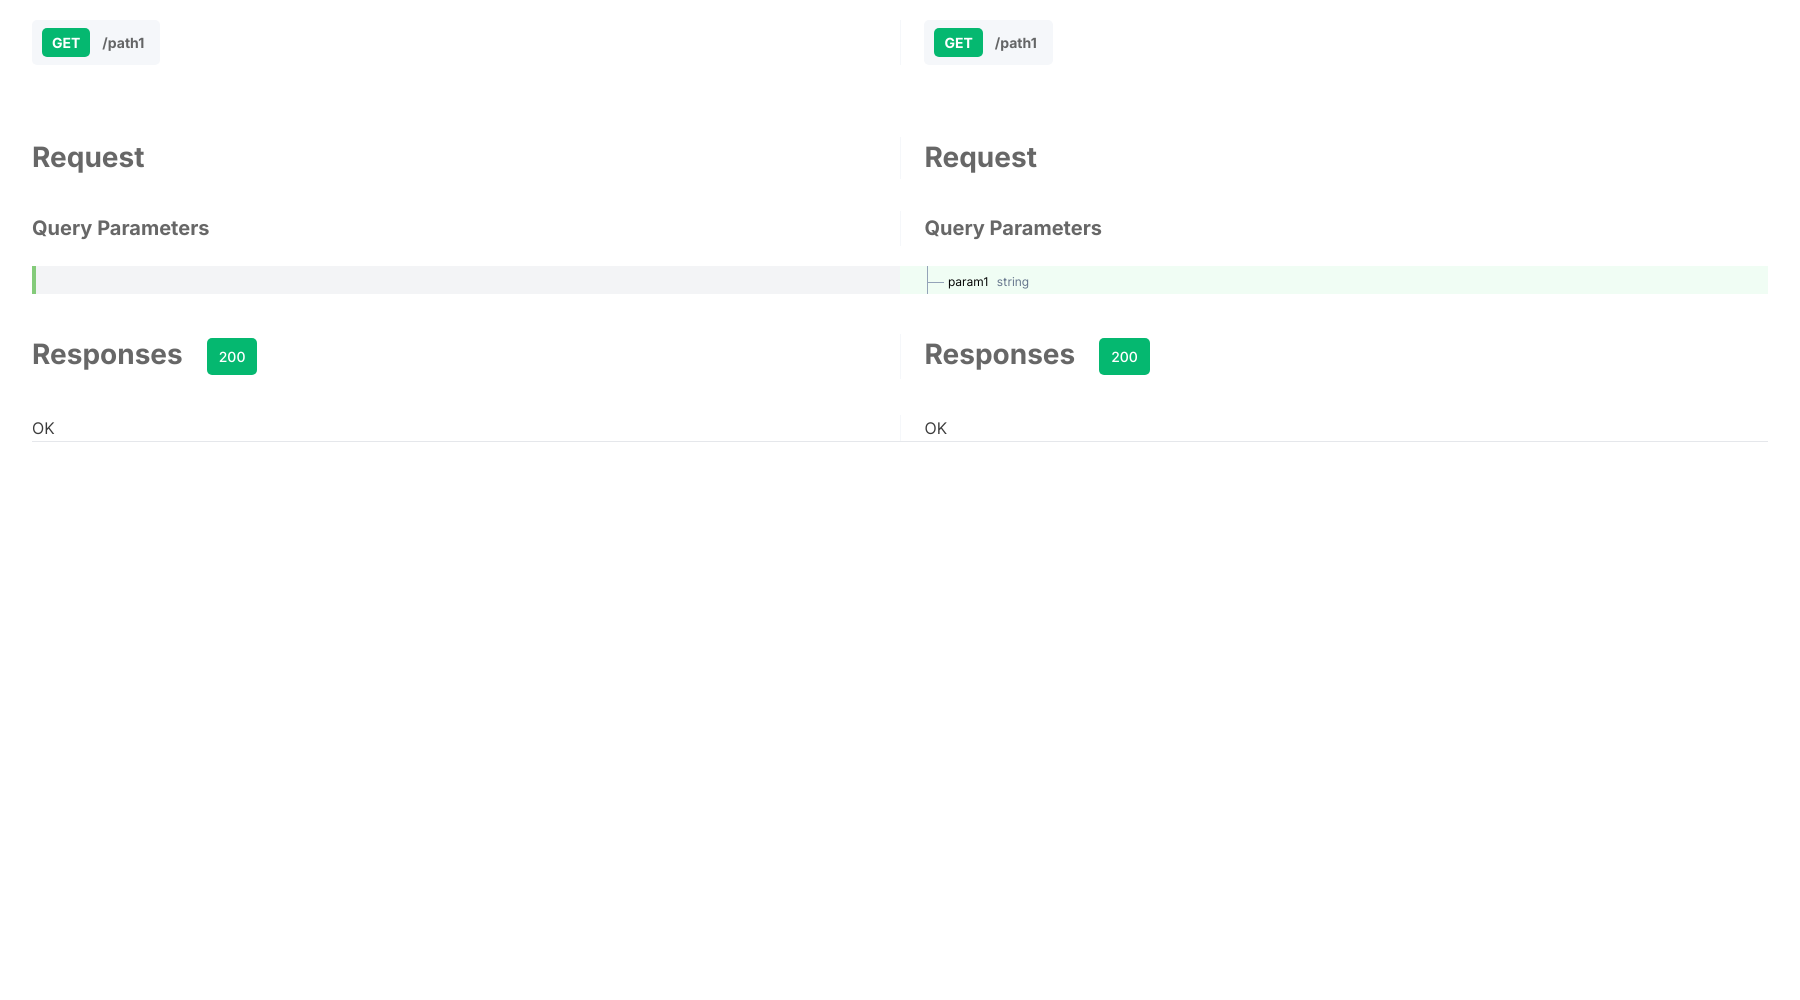 GET /path1 GET /path1
Request Request
Query Parameters Query Parameters
param1 string
Responses 200 Responses 200
OK OK